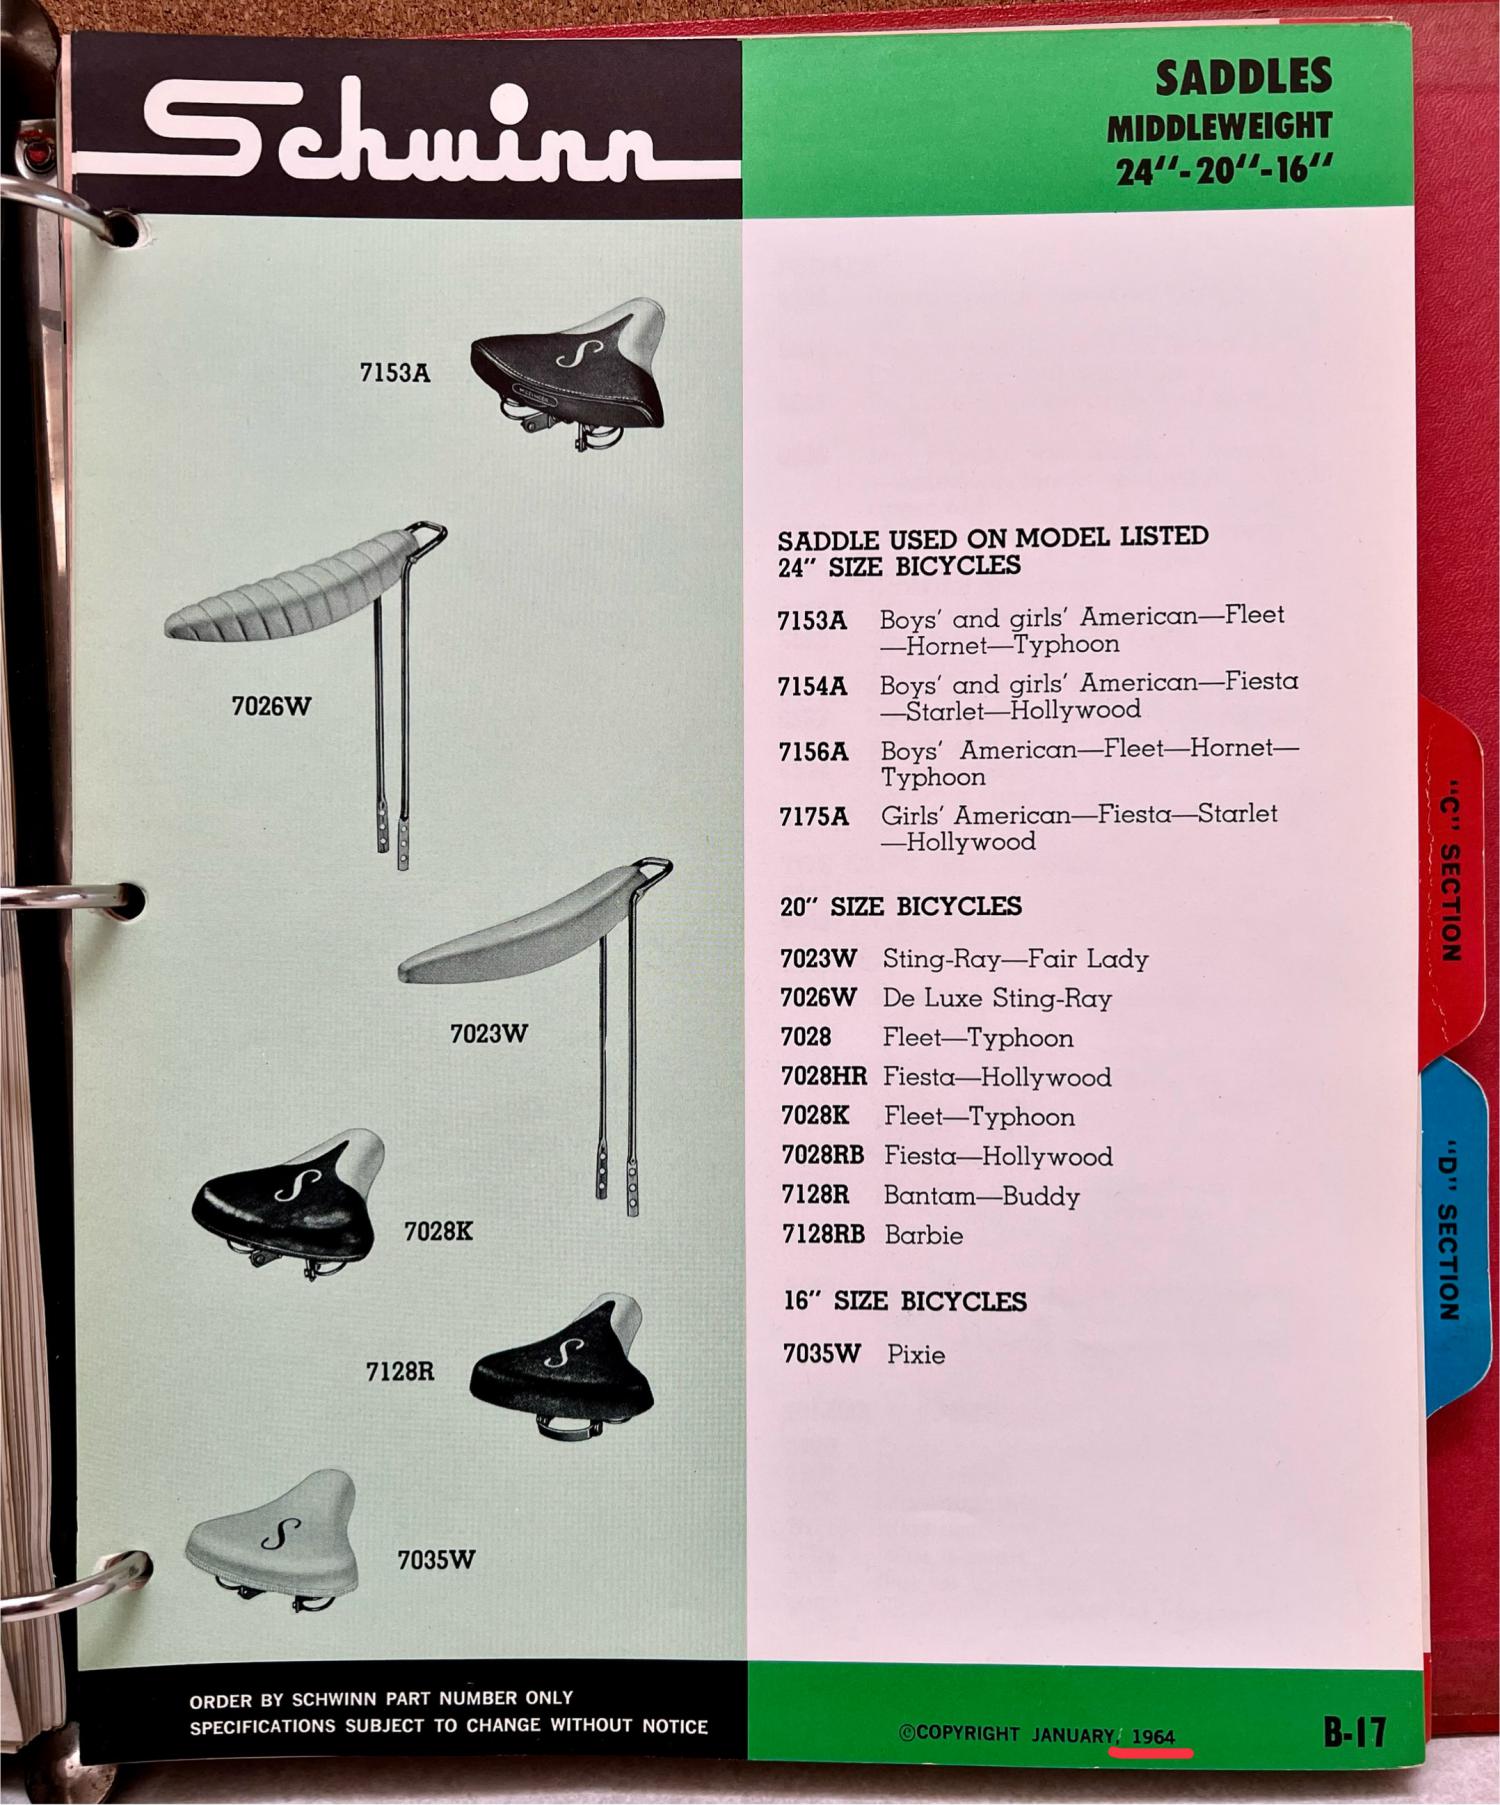 Schwinn
SADDLES
MIDDLEWEIGHT
24"-20"-16"
7153A
7026W
7023W
7028K
7128R
7035W
S
S
S
S
SADDLE USED ON MODEL LISTED
24" SIZE BICYCLES
7153A Boys' and girls' American—Fleet
—Hornet—Typhoon
7154A Boys' and girls' American—Fiesta
—Starlet—Hollywood
7156A Boys' American—Fleet—Hornet—
Typhoon
7175A Girls' American—Fiesta—Starlet
—Hollywood
20" SIZE BICYCLES
7023W Sting-Ray—Fair Lady
7026W De Luxe Sting-Ray
7028 Fleet—Typhoon
7028HR Fiesta—Hollywood
7028K Fleet—Typhoon
7028RB Fiesta—Hollywood
7128R Bantam—Buddy
7128RB Barbie
16" SIZE BICYCLES
7035W Pixie
"C" SECTION
"D" SECTION
ORDER BY SCHWINN PART NUMBER ONLY
SPECIFICATIONS SUBJECT TO CHANGE WITHOUT NOTICE
©COPYRIGHT JANUARY, 1964
B-17